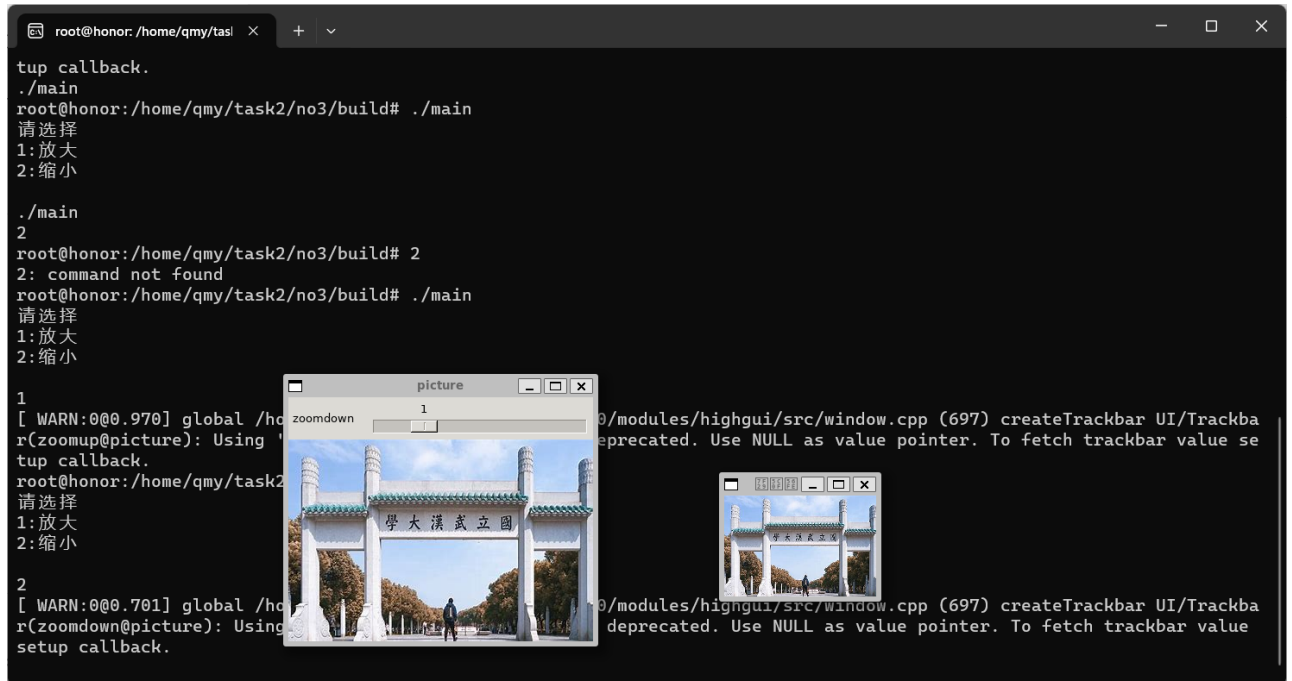 root@honor: /home/qmy/tasl
tup callback.
./main
root@honor:/home/qmy/task2/no3/build# ./main
请选择
1:放大
2:缩小
./main
2
root@honor:/home/qmy/task2/no3/build# 2
2: command not found
root@honor:/home/qmy/task2/no3/build# ./main
请选择
1:放大
2:缩小
1
[ WARN:0@0.970] global /ho 0/modules/highgui/src/window.cpp (697) createTrackbar UI/Trackba
r(zoomup@picture): Using ' eprecated. Use NULL as value pointer. To fetch trackbar value se
tup callback.
root@honor:/home/qmy/task2
请选择
1:放大
2:缩小
2
[ WARN:0@0.701] global /ho 0/modules/highgui/src/window.cpp (697) createTrackbar UI/Trackba
r(zoomdown@picture): Using deprecated. Use NULL as value pointer. To fetch trackbar value
setup callback.
picture
zoomdown
1
學大漢武立國
學大漢武立國